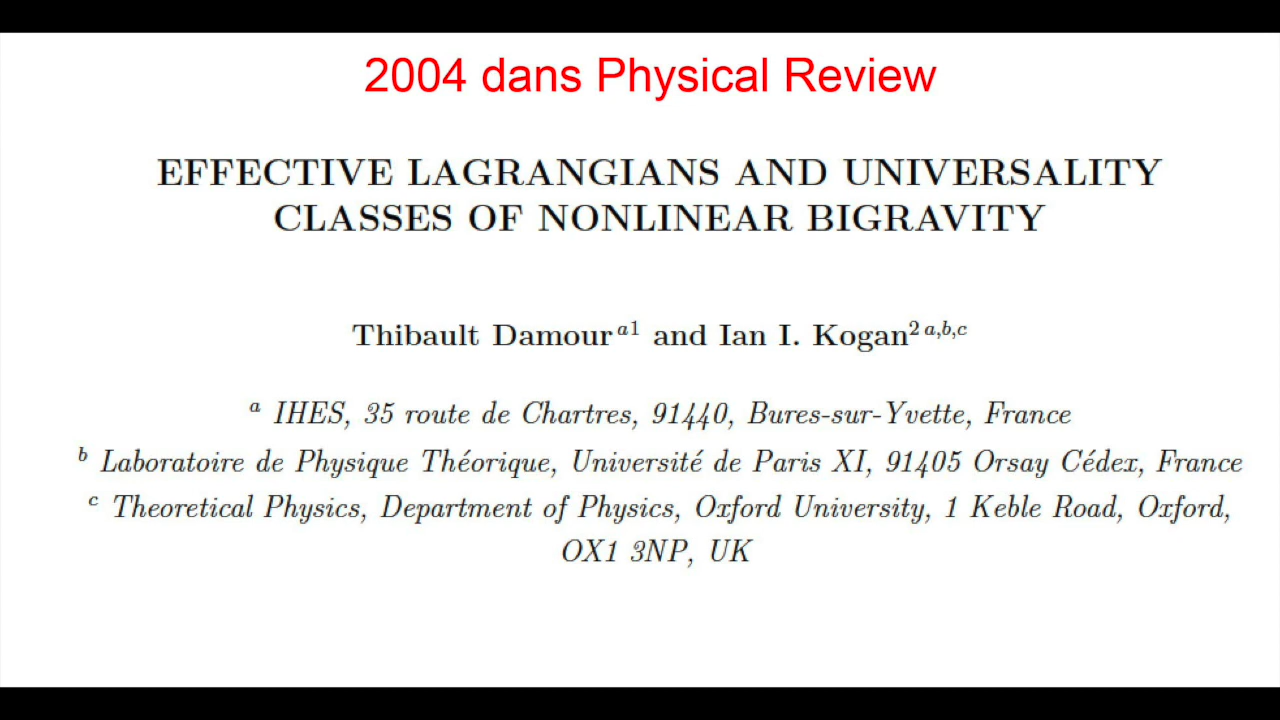 2004 dans Physical Review
EFFECTIVE LAGRANGIANS AND UNIVERSALITY
CLASSES OF NONLINEAR BIGRAVITY
Thibault Damour a1 and Ian I. Kogan 2 a,b,c
a IHES, 35 route de Chartres, 91440, Bures-sur-Yvette, France
b Laboratoire de Physique Théorique, Université de Paris XI, 91405 Orsay Cédex, France
c Theoretical Physics, Department of Physics, Oxford University, 1 Keble Road, Oxford,
OX1 3NP, UK